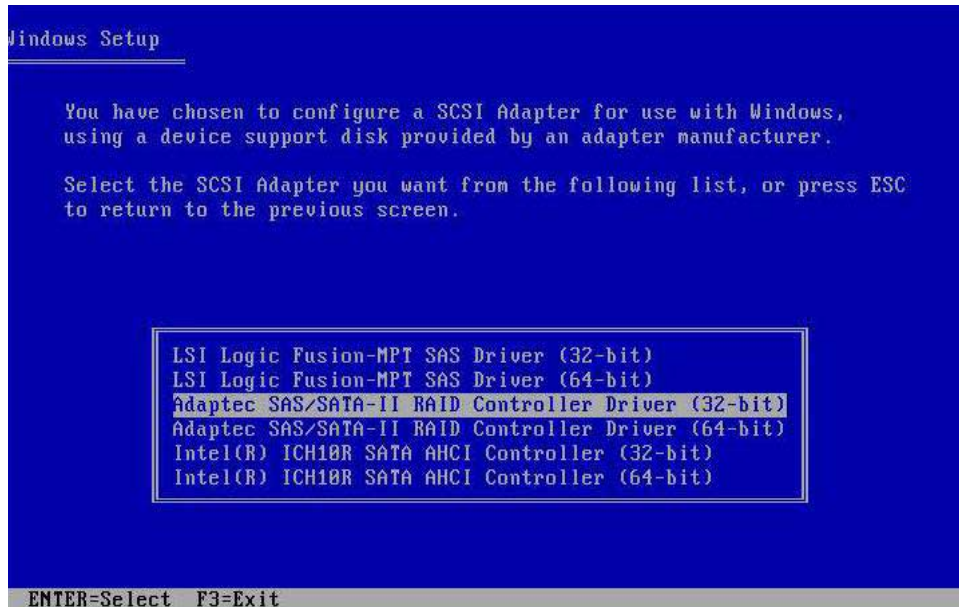 Windows Setup
You have chosen to configure a SCSI Adapter for use with Windows,
using a device support disk provided by an adapter manufacturer.
Select the SCSI Adapter you want from the following list, or press ESC
to return to the previous screen.
LSI Logic Fusion-MPT SAS Driver (32-bit)
LSI Logic Fusion-MPT SAS Driver (64-bit)
Adaptec SAS/SATA-II RAID Controller Driver (32-bit)
Adaptec SAS/SATA-II RAID Controller Driver (64-bit)
Intel(R) ICH10R SATA AHCI Controller (32-bit)
Intel(R) ICH10R SATA AHCI Controller (64-bit)
ENTER=Select F3=Exit